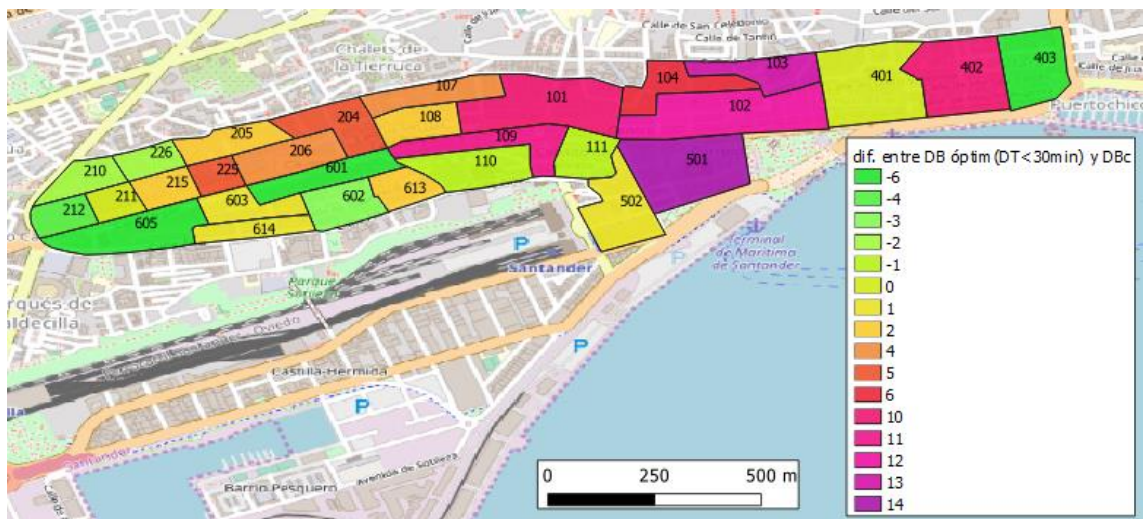 Calle de San Celedonio
Calle de Tantín
Chalets de
la Tierruca
Calle de
Puertochico
103
104
403
402
401
107
101
102
108
204
205
109
206
226
210
110
111
501
225
601
215
211
613
602
603
212
605
614
502
P
Santander
Parque
Terminal
de Marítima
de Santander
P
P
Castilla-Hermida
P
Santander
Barrio Pesquero
Avenida de Sotileza
0 250 500 m
dif. entre DB óptim (DT<30min) y DBc
-6
-4
-3
-2
-1
0
1
2
4
5
6
10
11
12
13
14